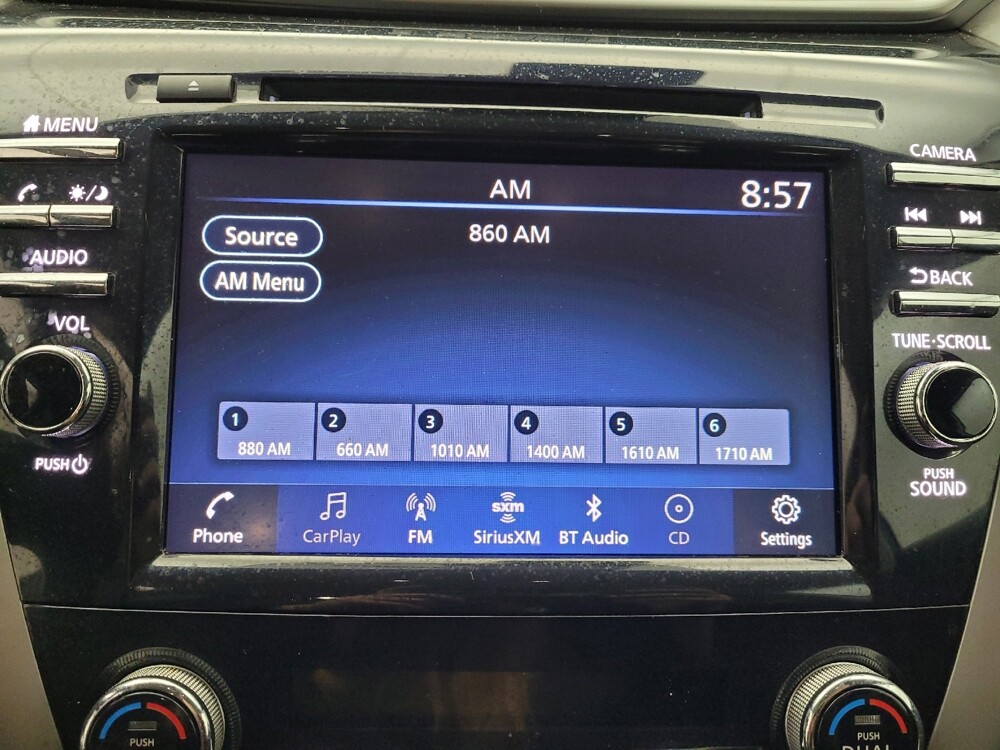 MENU
CAMERA
AM
8:57
Source
860 AM
AM Menu
AUDIO
BACK
VOL
TUNE·SCROLL
1
2
3
4
5
6
880 AM
660 AM
1010 AM
1400 AM
1610 AM
1710 AM
PUSH
PUSH
SOUND
sxm
Phone
CarPlay
FM
SiriusXM
BT Audio
CD
Settings
PUSH
PUSH
DUAL